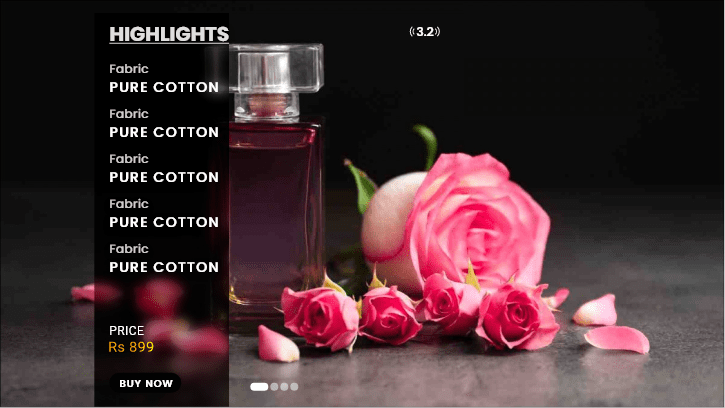 HIGHLIGHTS
((3.2))
Fabric
PURE COTTON
Fabric
PURE COTTON
Fabric
PURE COTTON
Fabric
PURE COTTON
Fabric
PURE COTTON
PRICE
Rs 899
BUY NOW